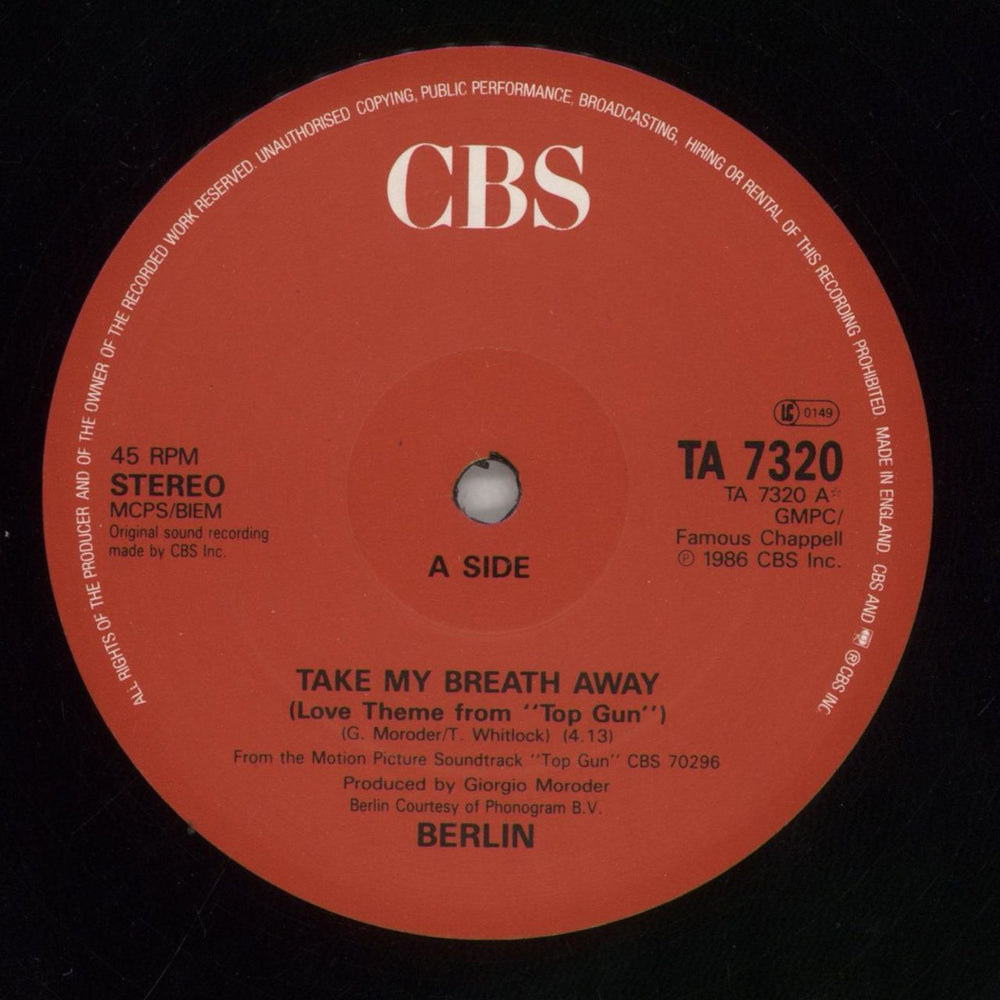 ALL RIGHTS OF THE PRODUCER AND OF THE OWNER OF THE RECORDED WORK RESERVED. UNAUTHORISED COPYING, PUBLIC PERFORMANCE, BROADCASTING, HIRING OR RENTAL OF THIS RECORDING PROHIBITED. MADE IN ENGLAND. CBS AND ® CBS INC
CBS
45 RPM
STEREO
MCPS/BIEM
Original sound recording
made by CBS Inc.
LC 0149
TA 7320
TA 7320 A☆
GMPC/
Famous Chappell
℗ 1986 CBS Inc.
A SIDE
TAKE MY BREATH AWAY
(Love Theme from "Top Gun")
(G. Moroder/T. Whitlock) (4.13)
From the Motion Picture Soundtrack "Top Gun" CBS 70296
Produced by Giorgio Moroder
Berlin Courtesy of Phonogram B.V.
BERLIN